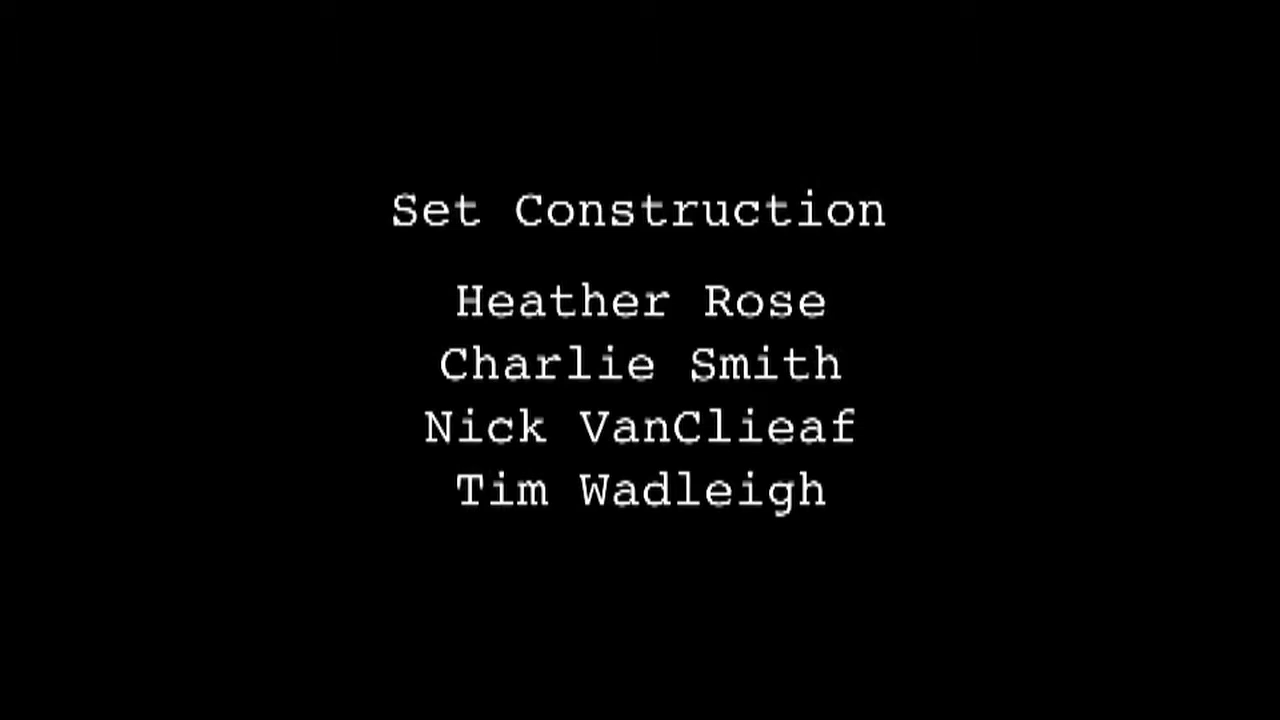 Set Construction
Heather Rose
Charlie Smith
Nick VanClieaf
Tim Wadleigh